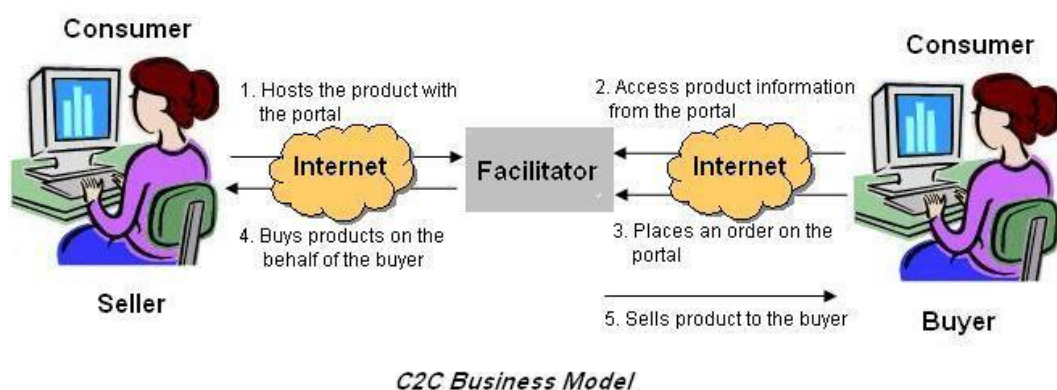 Consumer
Consumer
1. Hosts the product with
the portal
2. Access product information
from the portal
Internet
Facilitator
Internet
4. Buys products on the
behalf of the buyer
3. Places an order on the
portal
Seller
5. Sells product to the buyer
Buyer
C2C Business Model